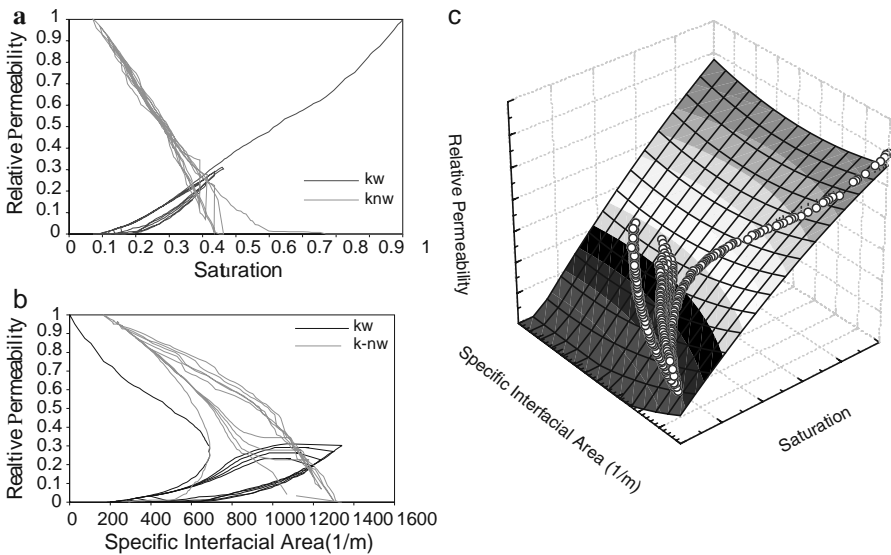 a
Relative Permeability
1
0.9
0.8
0.7
0.6
0.5
0.4
0.3
0.2
0.1
0
kw
knw
0 0.1 0.2 0.3 0.4 0.5 0.6 0.7 0.8 0.9 1
Saturation
b
Realtive Permeability
1
0.9
0.8
0.7
0.6
0.5
0.4
0.3
0.2
0.1
0
kw
k-nw
0 200 400 600 800 1000 1200 1400 1600
Specific Interfacial Area(1/m)
c
Relative Permeability
Specific Interfacial Area (1/m)
Saturation